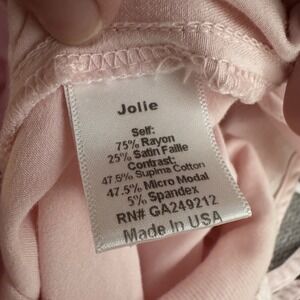 Jolie
Self:
75% Rayon
25% Satin Faille
Contrast:
47.5% Supima Cotton
47.5% Micro Modal
5% Spandex
RN# GA249212
Made In USA